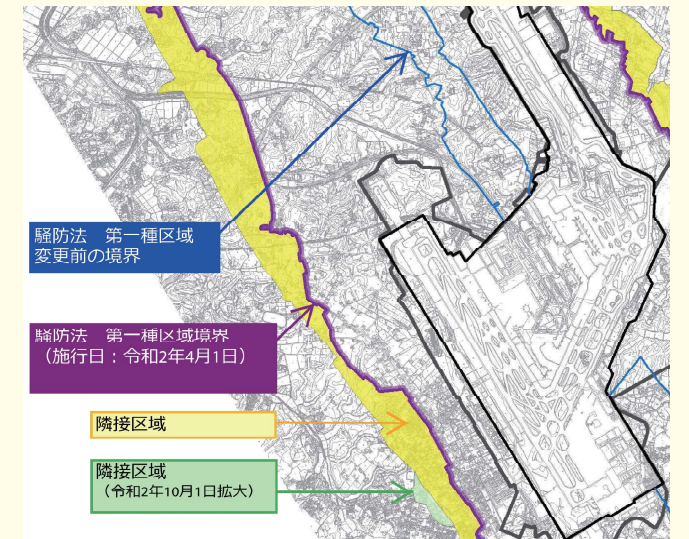 騒防法　第一種区域
変更前の境界
騒防法　第一種区域境界
（施行日：令和2年4月1日）
隣接区域
隣接区域
（令和2年10月1日拡大）